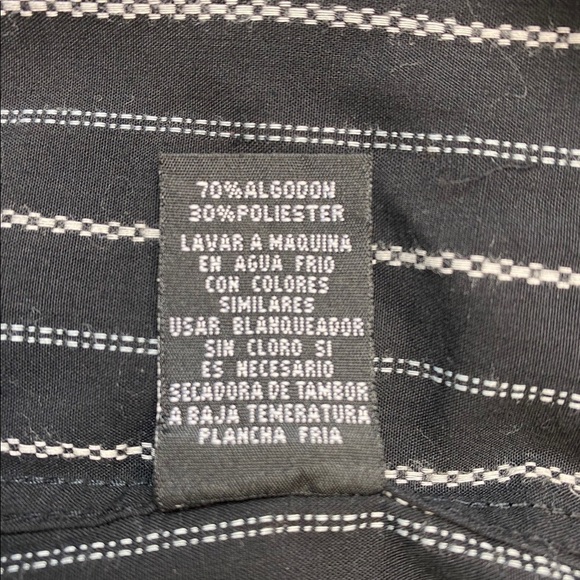 70%ALGODON
30%POLIESTER
LAVAR A MAQUINA
EN AGUA FRIO
CON COLORES
SIMILARES
USAR BLANQUEADOR
SIN CLORO SI
ES NECESARIO
SECADORA DE TAMBOR
A BAJA TEMERATURA
PLANCHA FRIA